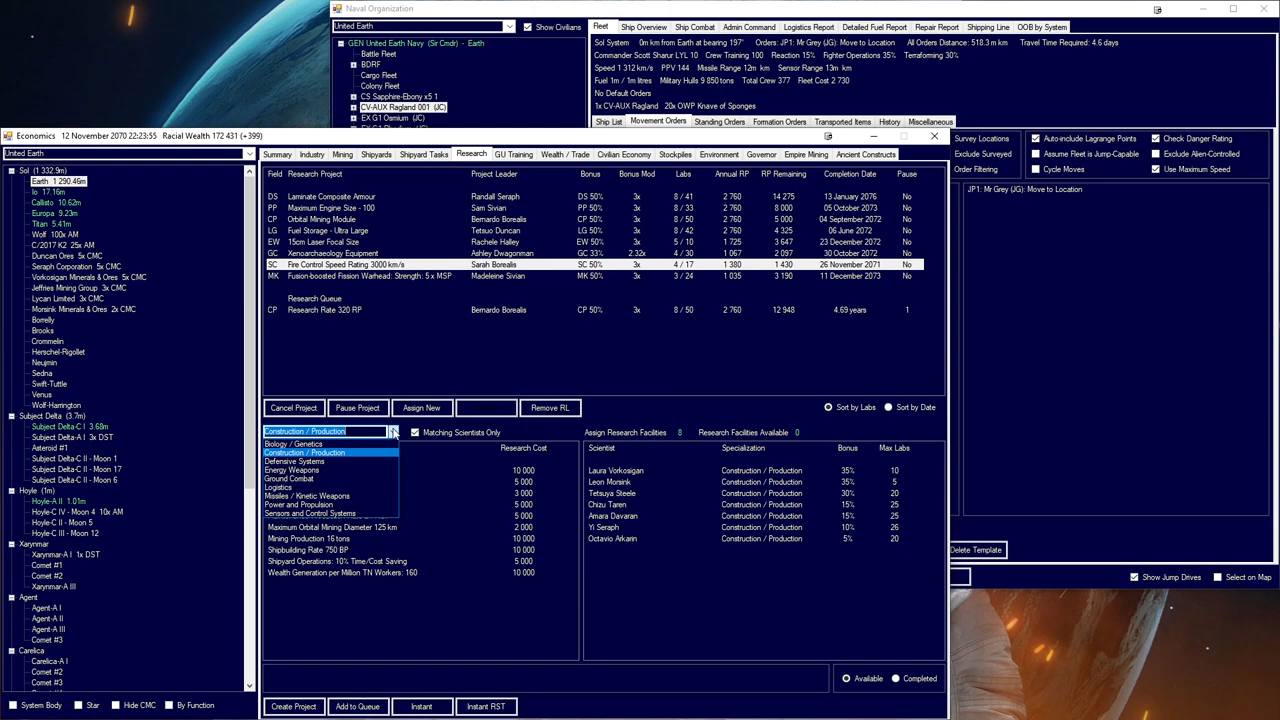 Naval Organization
United Earth
Show Civilians
Fleet Ship Overview Ship Combat Admin Command Logistics Report Detailed Fuel Report Repair Report Shipping Line OOB by System
GEN United Earth Navy (Sir Cmdr) - Earth
Battle Fleet
BDRF
Cargo Fleet
Colony Fleet
CS Sapphire-Ebony x5 1
CV-AUX Ragland 001 (JC)
EX G1 Osmium (JC)
Sol System 0m km from Earth at bearing 197° Orders: JP1: Mr Grey (JG): Move to Location All Orders Distance: 518.3 m km Travel Time Required: 4.6 days
Commander Scott Sharur LYL 10 Crew Training 100 Reaction 15% Fighter Operations 35% Terraforming 30%
Speed 1 312 km/s PPV 144 Missile Range 12m km Sensor Range 13m km
Fuel 1m / 1m litres Military Hulls 9 850 tons Total Crew 377 Fleet Cost 2 730
No Default Orders
1x CV-AUX Ragland 20x OWP Knave of Sponges
Ship List Movement Orders Standing Orders Formation Orders Transported Items History Miscellaneous
Economics 12 November 2070 22:23:55 Racial Wealth 172 431 (+399)
Survey Locations Auto-include Lagrange Points Check Danger Rating
Exclude Surveyed Assume Fleet is Jump-Capable Exclude Alien-Controlled
Order Filtering Cycle Moves Use Maximum Speed
JP1: Mr Grey (JG): Move to Location
United Earth
Summary Industry Mining Shipyards Shipyard Tasks Research GU Training Wealth / Trade Civilian Economy Stockpiles Environment Governor Empire Mining Ancient Constructs
Sol (1 332.9m)
Earth 1 290.46m
Io 17.16m
Callisto 10.62m
Europa 9.23m
Titan 5.41m
Wolf 100x AM
C/2017 K2 25x AM
Duncan Ores 5x CMC
Seraph Corporation 5x CMC
Vorkosigan Minerals 5x CMC
Jeffries Mining Group 3x CMC
Lycan Limited 3x CMC
Morsink Minerals & Ores 2x CMC
Borrelly
Brooks
Crommelin
Herschel-Rigollet
Neujmin
Sedna
Swift-Tuttle
Venus
Wolf-Harrington
Subject Delta (3.7m)
Subject Delta-C I 3.68m
Subject Delta-A I 3x DST
Asteroid #1
Subject Delta-C II - Moon 1
Subject Delta-C II - Moon 17
Subject Delta-C II - Moon 6
Hoyle (1m)
Hoyle-A II 1.01m
Hoyle-C IV - Moon 4 10x AM
Hoyle-C II - Moon 5
Hoyle-C III - Moon 12
Xarynmar
Xarynmar-A I 1x DST
Comet #1
Comet #2
Xarynmar-A III
Agent
Agent-A I
Agent-A II
Agent-A III
Comet #3
Carelica
Carelica-A I
Comet #2
System Body Star Hide CMC By Function
Field Research Project Project Leader Bonus Bonus Mod Labs Annual RP RP Remaining Completion Date Pause
DS Laminate Composite Armour Randall Seraph DS 50% 3x 8 / 41 2 760 14 275 13 January 2076 No
PP Maximum Engine Size - 100 Sam Sivian PP 50% 3x 8 / 33 2 760 8 000 05 October 2073 No
CP Orbital Mining Module Bernardo Borealis CP 50% 3x 8 / 50 2 760 5 000 04 September 2072 No
LG Fuel Storage - Ultra Large Tetsuo Duncan LG 50% 3x 8 / 42 2 760 4 325 06 June 2072 No
EW 15cm Laser Focal Size Rachele Halley EW 50% 3x 5 / 10 1 725 3 647 23 December 2072 No
GC Xenoarchaeology Equipment Ashley Dwangoman GC 33% 2.32x 4 / 30 1 067 2 097 30 October 2072 No
SC Fire Control Speed Rating 3000 km/s Sarah Borealis SC 50% 3x 4 / 17 1 380 1 430 26 November 2071 No
MK Fusion-boosted Fission Warhead: Strength: 5 x MSP Madeleine Sivian MK 50% 3x 3 / 24 1 035 3 190 11 December 2073 No
Research Queue
CP Research Rate 320 RP Bernardo Borealis CP 50% 3x 8 / 50 2 760 12 948 4.69 years 1
Cancel Project Pause Project Assign New Remove RL Sort by Labs Sort by Date
Construction / Production Matching Scientists Only Assign Research Facilities 8 Research Facilities Available 0
Biology / Genetics
Construction / Production
Defensive Systems
Energy Weapons
Ground Combat
Logistics
Missiles / Kinetic Weapons
Power and Propulsion
Sensors and Control Systems
Research Cost
10 000
5 000
3 000
5 000
5 000
Maximum Orbital Mining Diameter 125 km 2 000
Mining Production 16 tons 10 000
Shipbuilding Rate 750 BP 10 000
Shipyard Operations: 10% Time/Cost Saving 5 000
Wealth Generation per Million TN Workers: 160 10 000
Scientist Specialization Bonus Max Labs
Laura Vorkosigan Construction / Production 35% 10
Leon Morsink Construction / Production 35% 5
Tetsuya Steele Construction / Production 30% 20
Chizu Taren Construction / Production 15% 25
Amara Davaran Construction / Production 15% 25
Yi Seraph Construction / Production 10% 26
Octavio Arkarin Construction / Production 5% 20
Delete Template
Show Jump Drives Select on Map
Available Completed
Create Project Add to Queue Instant Instant RST